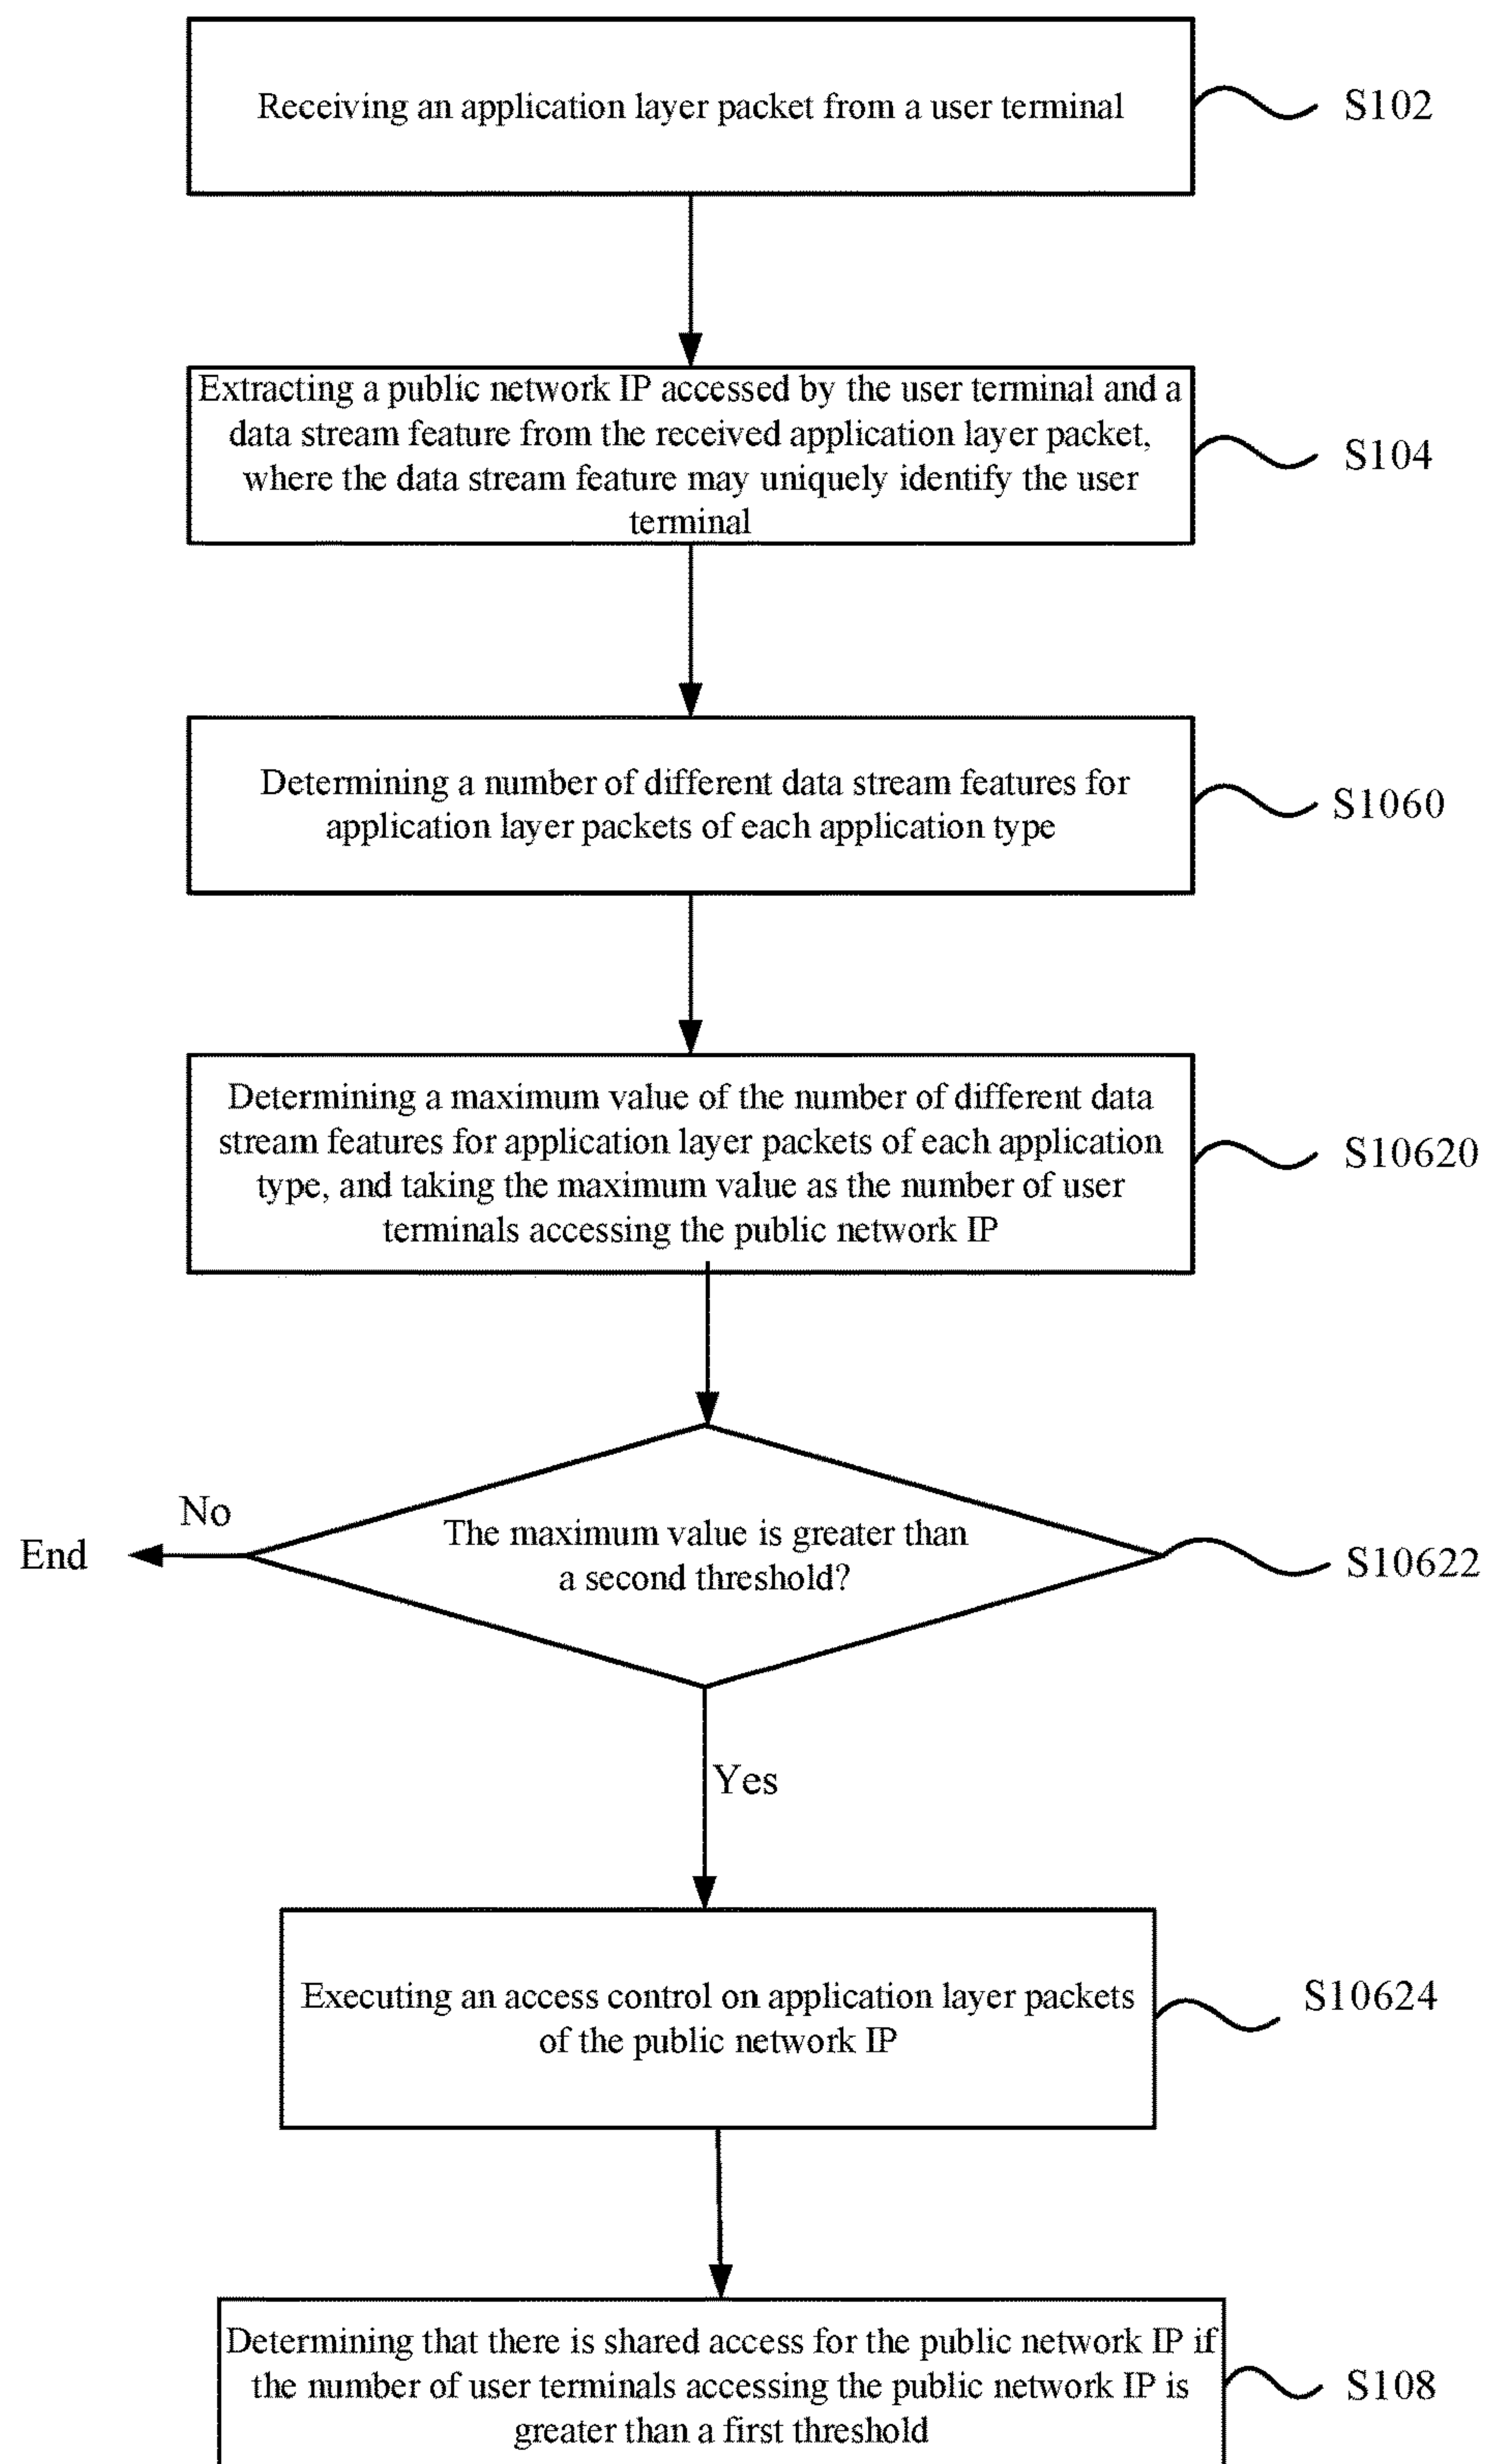 Receiving an application layer packet from a user terminal
S102
Extracting a public network IP accessed by the user terminal and a
data stream feature from the received application layer packet,
where the data stream feature may uniquely identify the user
terminal
S104
Determining a number of different data stream features for
application layer packets of each application type
S1060
Determining a maximum value of the number of different data
stream features for application layer packets of each application
type, and taking the maximum value as the number of user
terminals accessing the public network IP
S10620
No
End
The maximum value is greater than
a second threshold?
S10622
Yes
Executing an access control on application layer packets
of the public network IP
S10624
Determining that there is shared access for the public network IP if
the number of user terminals accessing the public network IP is
greater than a first threshold
S108